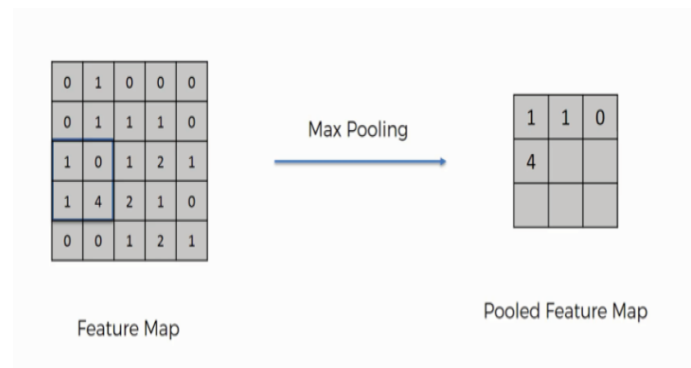 0 1 0 0 0
0 1 1 1 0
1 0 1 2 1
1 4 2 1 0
0 0 1 2 1
Feature Map
Max Pooling
1 1 0
4
Pooled Feature Map